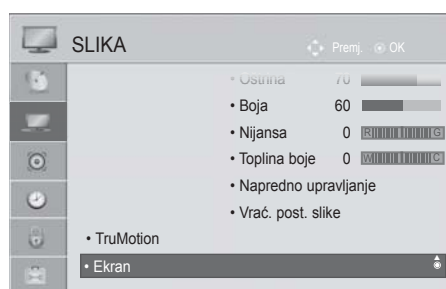 SLIKA
Premj. OK
• Oštrina 70
• Boja 60
• Nijansa 0 R G
• Toplina boje 0 W C
• Napredno upravljanje
• Vrać. post. slike
• TruMotion
• Ekran